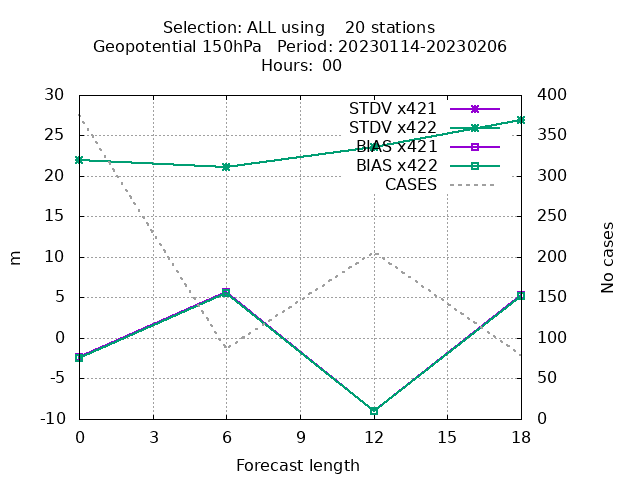 Selection: ALL using    20 stations
Geopotential 150hPa   Period: 20230114-20230206
Hours: 00
30 400
STDV x421
25 350
STDV x422
BIAS x421
BIAS x422
20 300
CASES
15 250
10 200
m
No cases
5 150
0 100
-5 50
-10 0
0 3 6 9 12 15 18
Forecast length